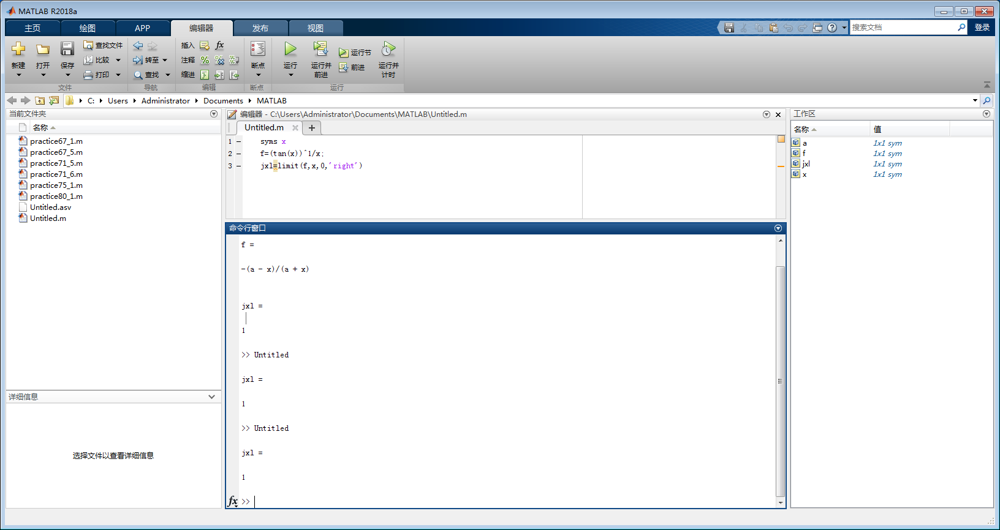 MATLAB R2018a
主页 绘图 APP 编辑器 发布 视图
搜索文档 登录
新建 打开 保存 查找文件 比较 打印
转至 查找
插入 fx 注释 缩进
断点
运行 运行并前进 运行节 前进 运行并计时
文件 导航 编辑 断点 运行
C: Users Administrator Documents MATLAB
当前文件夹
名称
practice67_1.m
practice67_5.m
practice71_5.m
practice71_6.m
practice75_1.m
practice80_1.m
Untitled.asv
Untitled.m
详细信息
选择文件以查看详细信息
编辑器 - C:\Users\Administrator\Documents\MATLAB\Untitled.m
Untitled.m
1 – syms x
2 – f=(tan(x))^1/x;
3 – jxl=limit(f,x,0,'right')
命令行窗口
f =
-(a - x)/(a + x)
jxl =
1
>> Untitled
jxl =
1
>> Untitled
jxl =
1
fx >>
工作区
名称 值
a 1x1 sym
f 1x1 sym
jxl 1x1 sym
x 1x1 sym